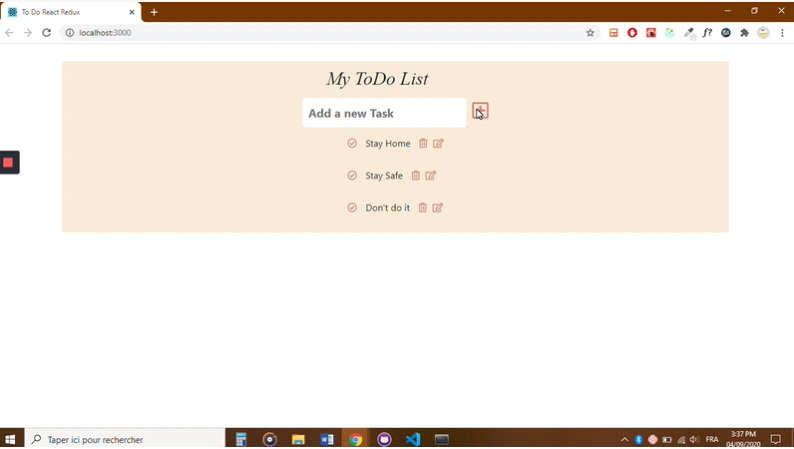 To Do React Redux
localhost:3000
f?
My ToDo List
Add a new Task
Stay Home
Stay Safe
Don't do it
Taper ici pour rechercher
FRA
3:37 PM
04/09/2020